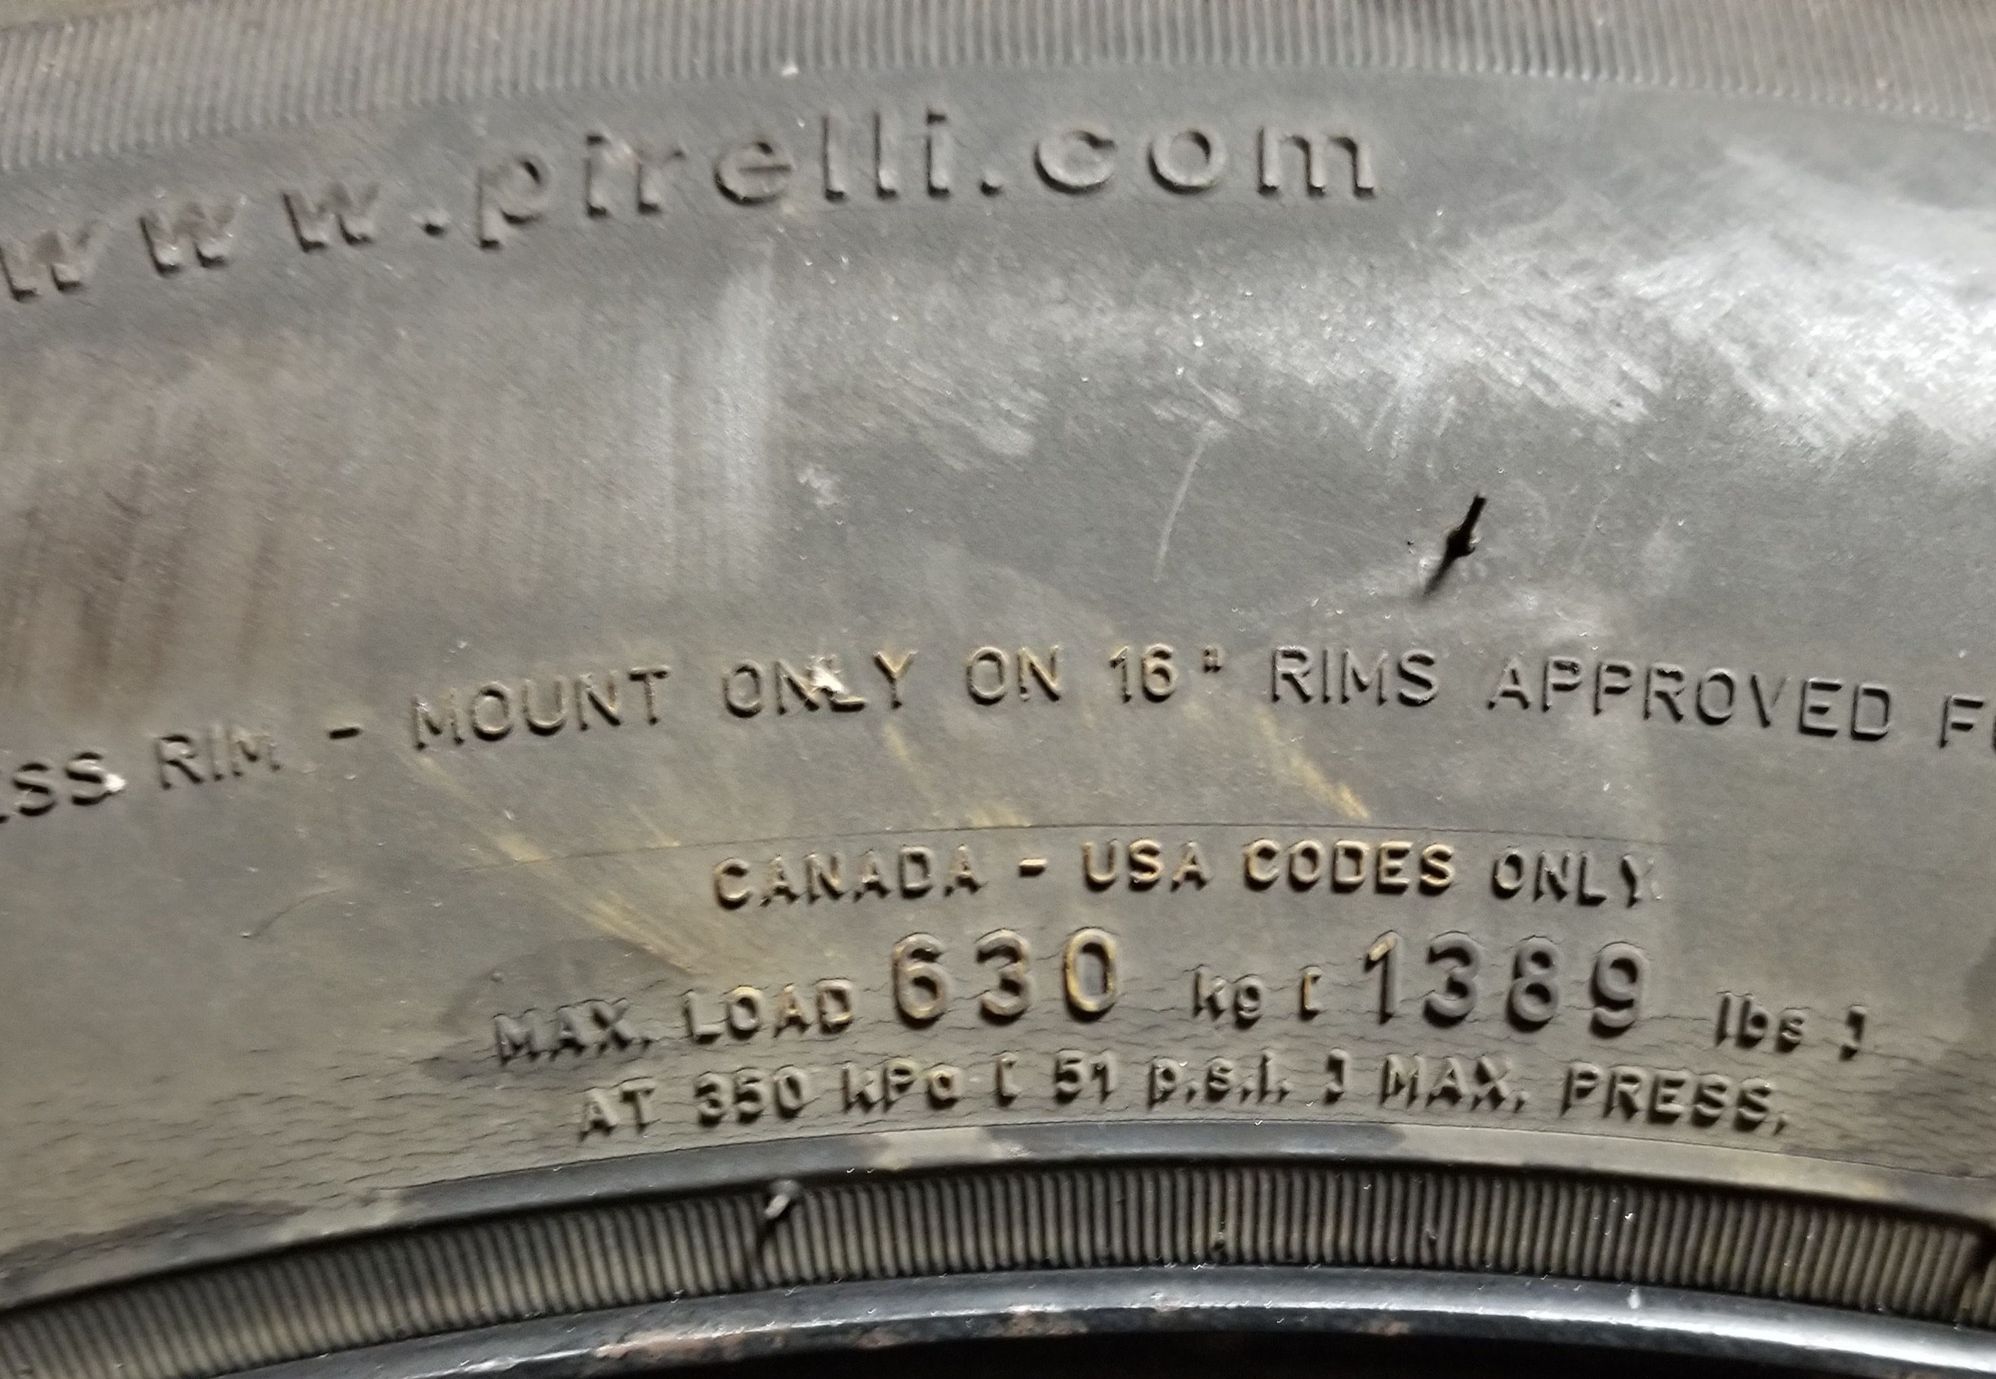 www.pirelli.com
RIM - MOUNT ONLY ON 16" RIMS APPROVED
CANADA - USA CODES ONLY
MAX. LOAD 630 kg [ 1389 lbs ]
AT 350 kPa [ 51 p.s.i. ] MAX. PRESS.